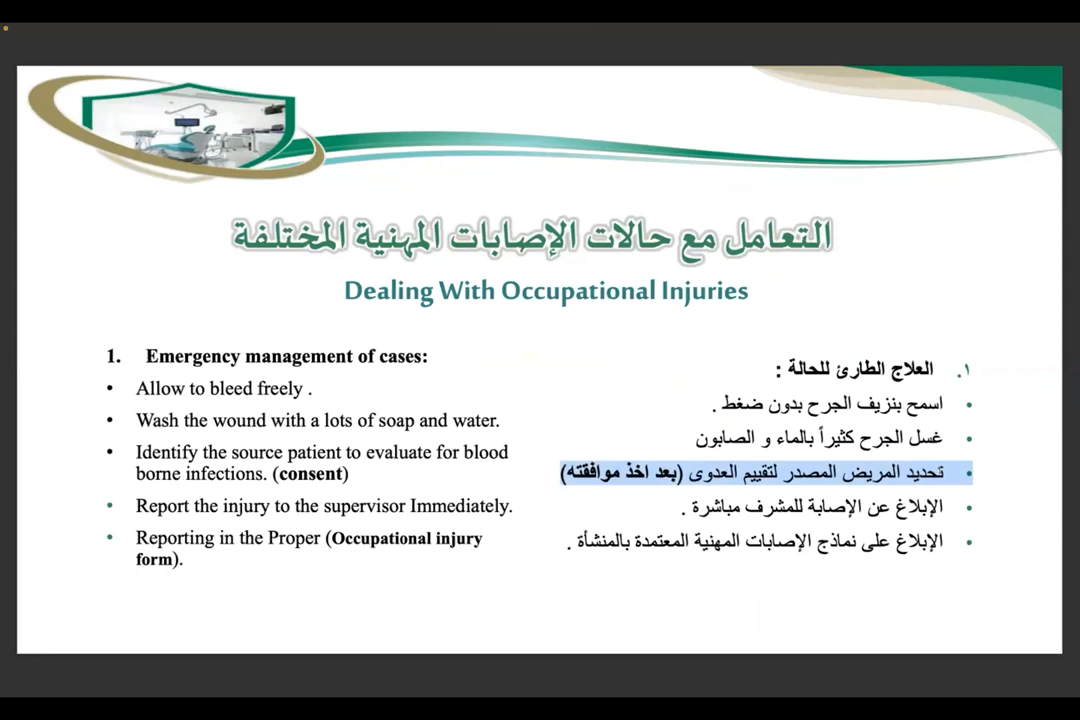 التعامل مع حالات الإصابات المهنية المختلفة
Dealing With Occupational Injuries
1. Emergency management of cases:
• Allow to bleed freely .
• Wash the wound with a lots of soap and water.
• Identify the source patient to evaluate for blood
borne infections. (consent)
• Report the injury to the supervisor Immediately.
• Reporting in the Proper (Occupational injury
form).
١. العلاج الطارئ للحالة :
• اسمح بنزيف الجرح بدون ضغط .
• غسل الجرح كثيراً بالماء و الصابون
• تحديد المريض المصدر لتقييم العدوى (بعد اخذ موافقته)
• الإبلاغ عن الإصابة للمشرف مباشرة .
• الإبلاغ على نماذج الإصابات المهنية المعتمدة بالمنشأة .